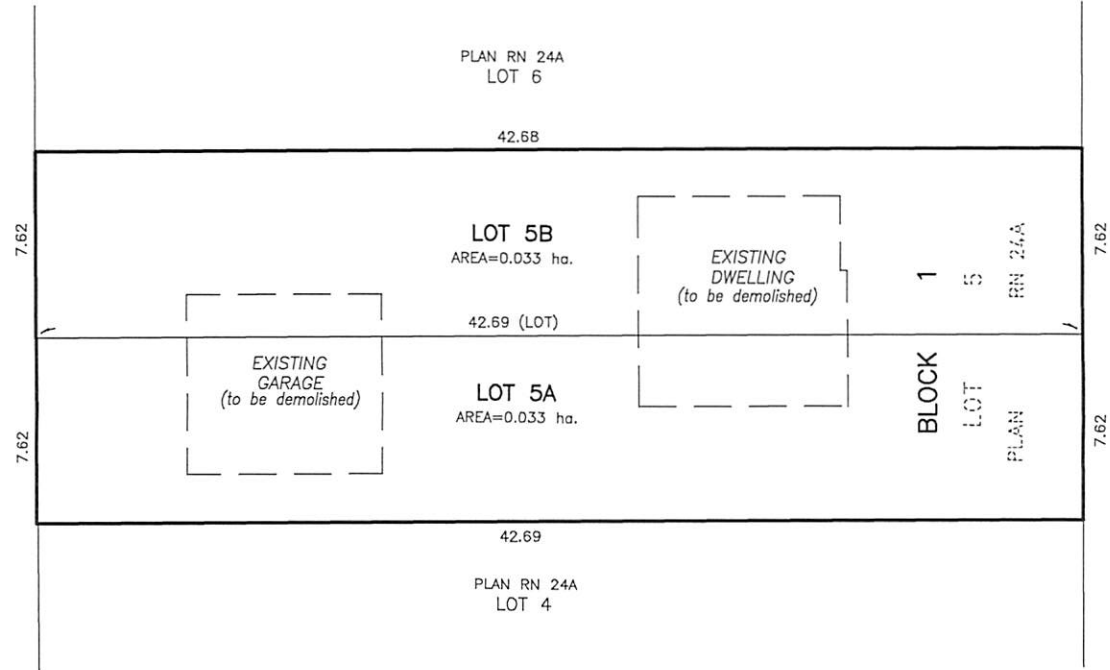 PLAN RN 24A
LOT 6
42.68
7.62
7.62
LOT 5B
AREA=0.033 ha.
EXISTING
DWELLING
(to be demolished)
42.69 (LOT)
EXISTING
GARAGE
(to be demolished)
LOT 5A
AREA=0.033 ha.
BLOCK 1
LOT 5
PLAN RN 24A
7.62
7.62
42.69
PLAN RN 24A
LOT 4